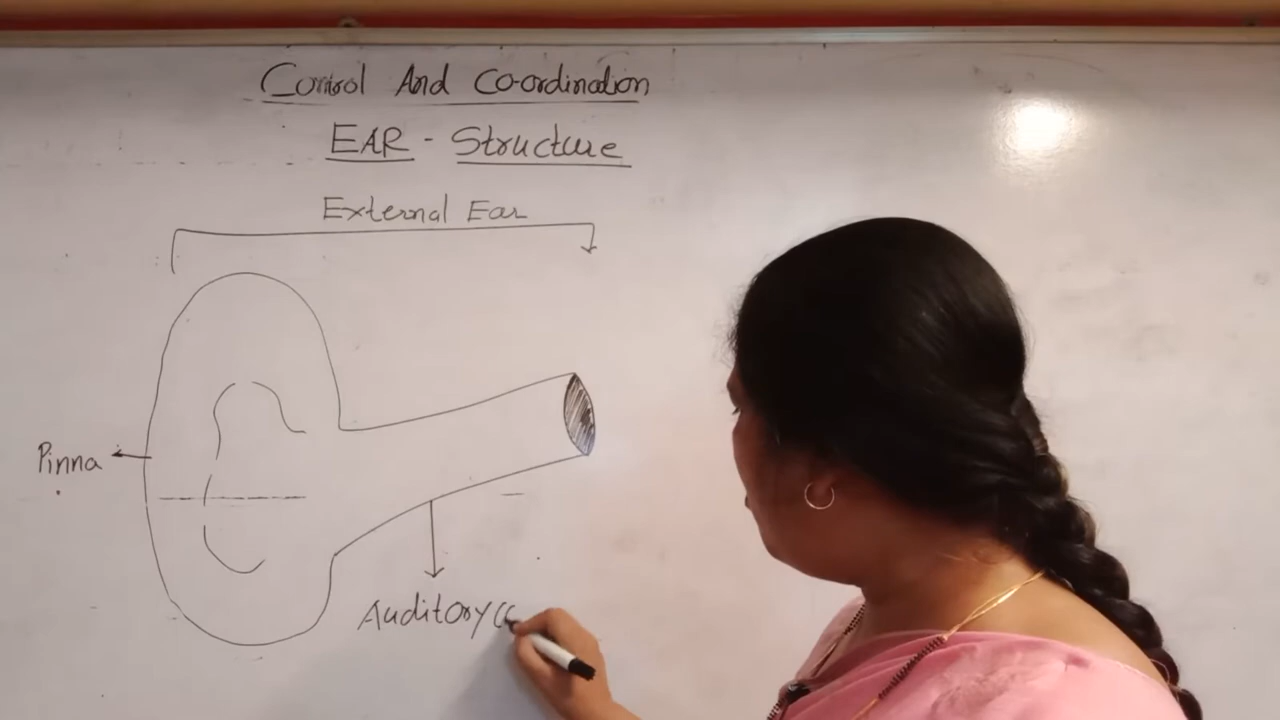 Control And Co-ordination
EAR - Structure
External Ear
Pinna
Auditory